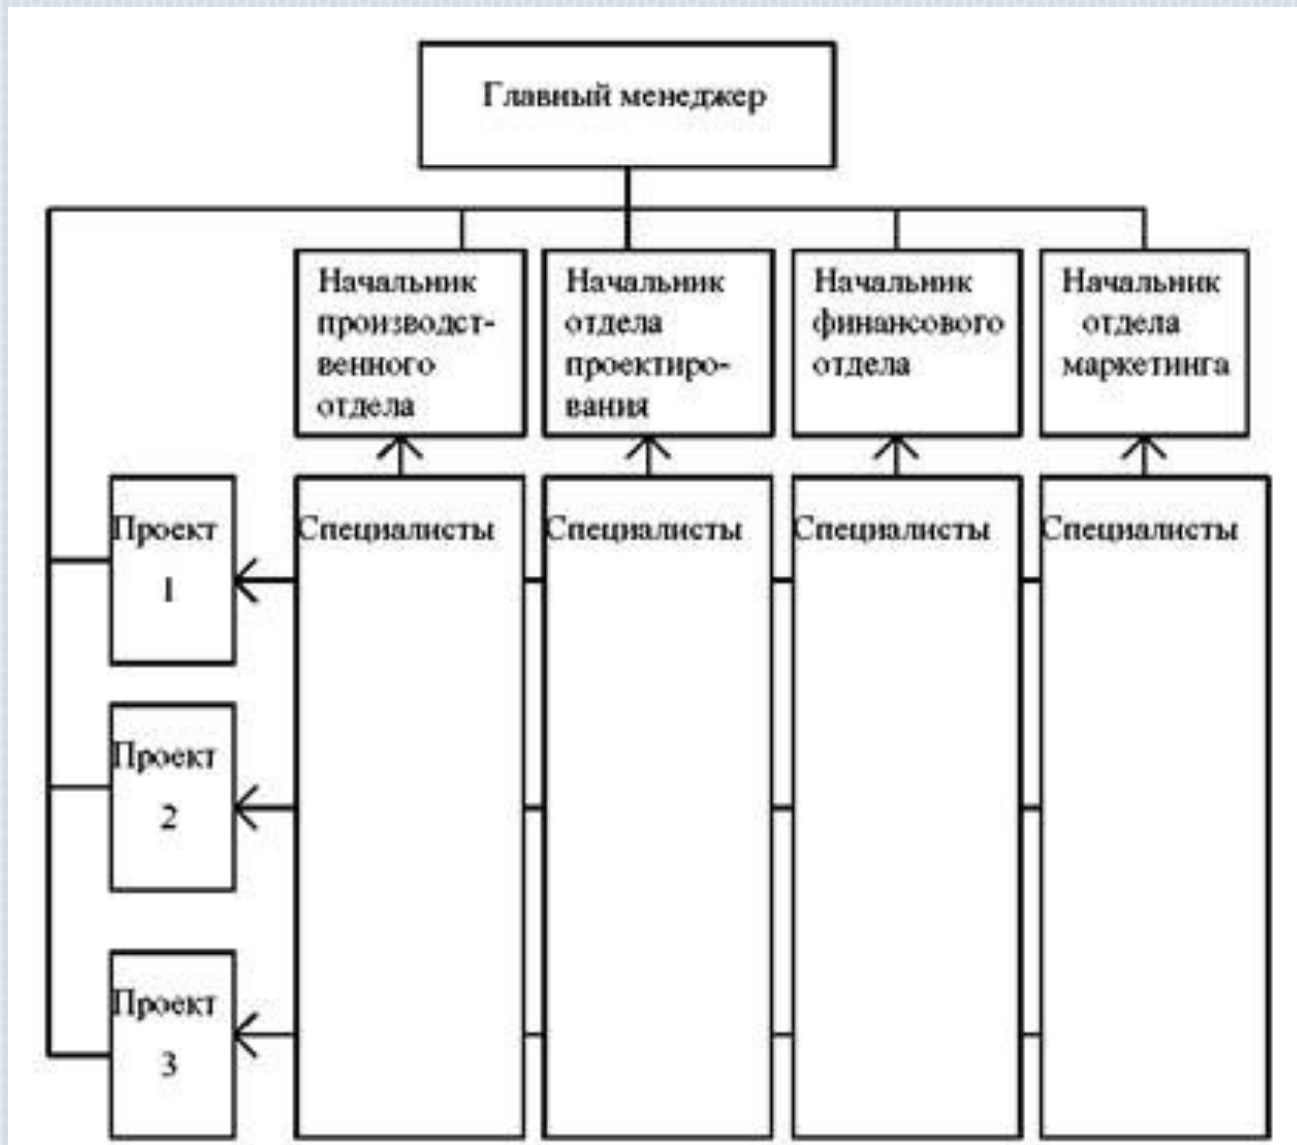 Главный менеджер
Начальник
производст-
венного
отдела
Начальник
отдела
проектиро-
вания
Начальник
финансового
отдела
Начальник
отдела
маркетинга
Проект
1
Специалисты
Специалисты
Специалисты
Специалисты
Проект
2
Проект
3